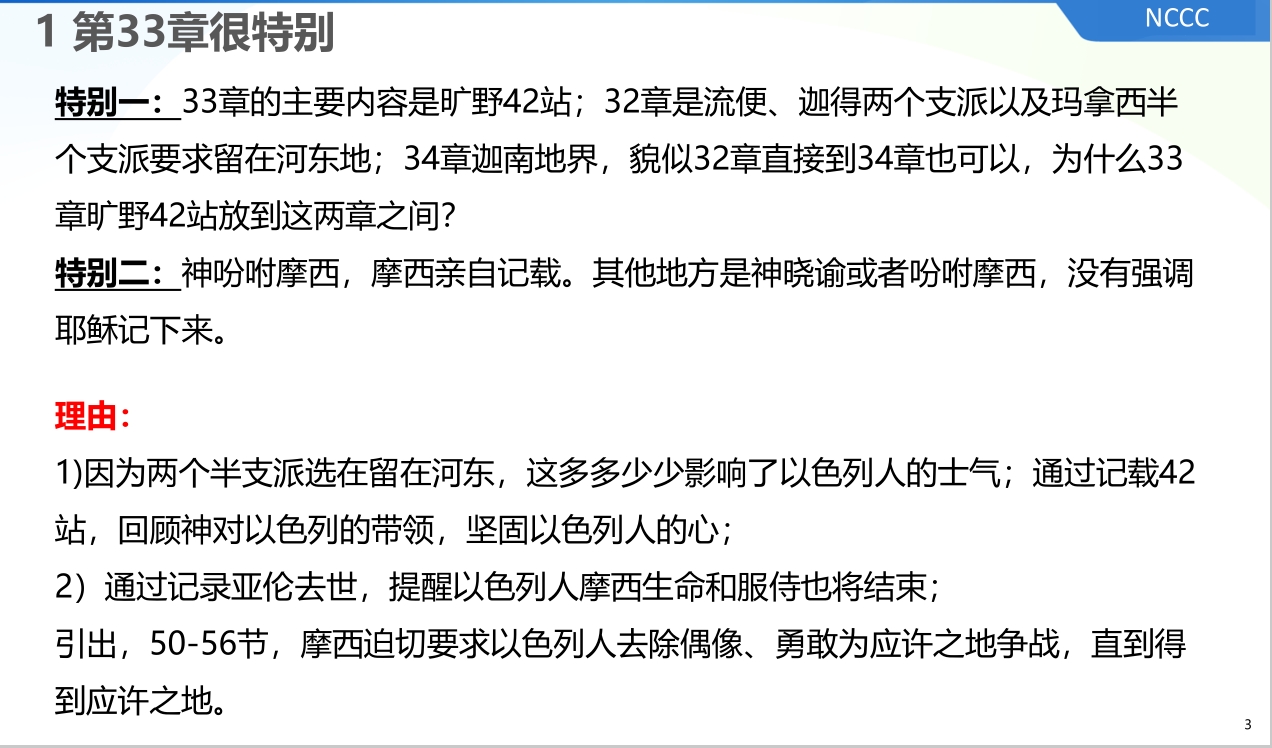 NCCC
1 第33章很特别
特别一：33章的主要内容是旷野42站；32章是流便、迦得两个支派以及玛拿西半
个支派要求留在河东地；34章迦南地界，貌似32章直接到34章也可以，为什么33
章旷野42站放到这两章之间？
特别二：神吩咐摩西，摩西亲自记载。其他地方是神晓谕或者吩咐摩西，没有强调
耶稣记下来。
理由：
1)因为两个半支派选在留在河东，这多多少少影响了以色列人的士气；通过记载42
站，回顾神对以色列的带领，坚固以色列人的心；
2）通过记录亚伦去世，提醒以色列人摩西生命和服侍也将结束；
引出，50-56节，摩西迫切要求以色列人去除偶像、勇敢为应许之地争战，直到得
到应许之地。
3